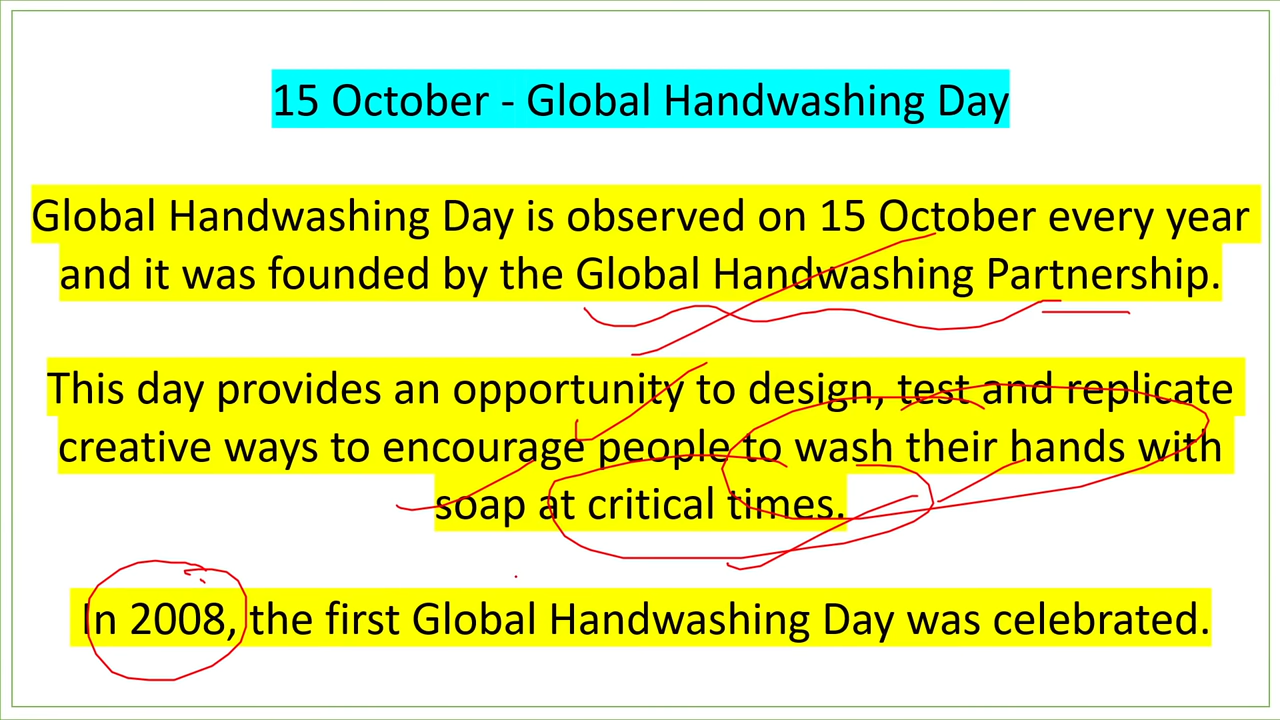 15 October - Global Handwashing Day
Global Handwashing Day is observed on 15 October every year
and it was founded by the Global Handwashing Partnership.
This day provides an opportunity to design, test and replicate
creative ways to encourage people to wash their hands with
soap at critical times.
In 2008, the first Global Handwashing Day was celebrated.